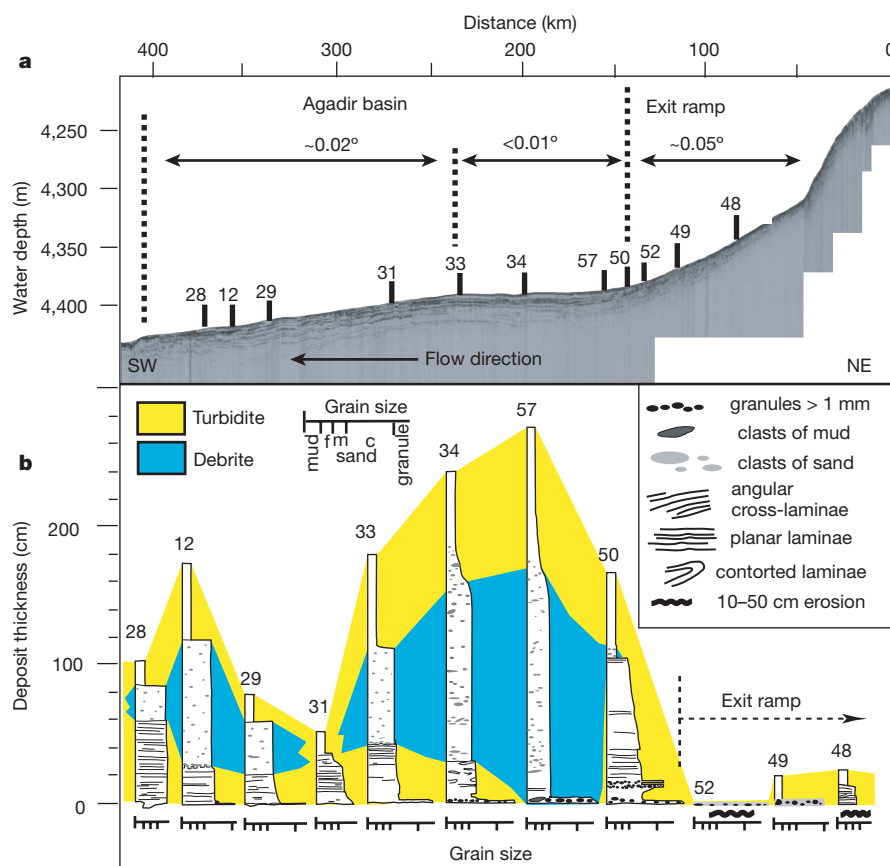 Distance (km)
a
400 300 200 100 0
Agadir basin
Exit ramp
~0.02º <0.01º ~0.05º
4,250
4,300
4,350
4,400
Water depth (m)
28 12 29 31 33 34 57 50 52 49 48
Flow direction
SW
NE
b
Turbidite
Debrite
Grain size
mud
f
m
sand
c
granule
granules > 1 mm
clasts of mud
clasts of sand
angular
cross-laminae
planar laminae
contorted laminae
10–50 cm erosion
Deposit thickness (cm)
200
100
0
28
12
29
31
33
34
57
50
52
49
48
Exit ramp
Grain size